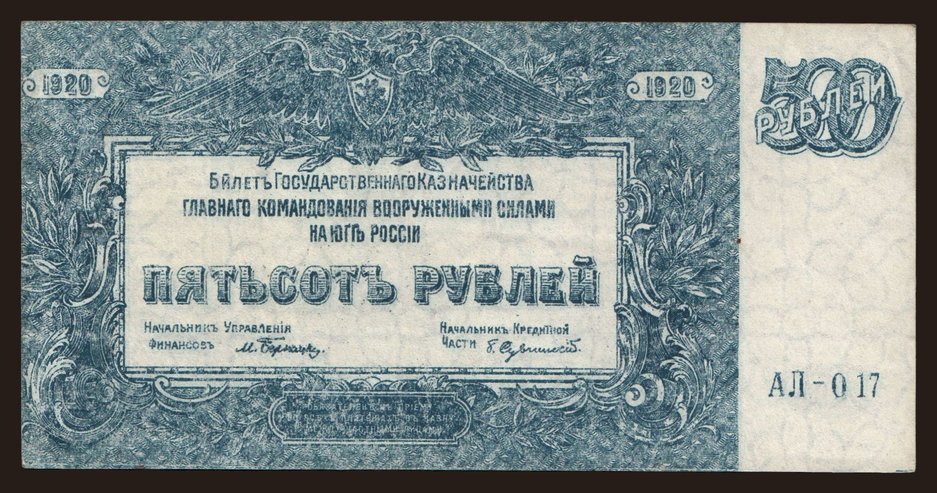 1920
1920
500
РУБЛЕЙ
БИЛЕТЪ ГОСУДАРСТВЕННАГО КАЗНАЧЕЙСТВА
ГЛАВНАГО КОМАНДОВАНІЯ ВООРУЖЕННЫМИ СИЛАМИ
НА ЮГѢ РОССІИ
ПЯТЬСОТЪ РУБЛЕЙ
НАЧАЛЬНИКЪ УПРАВЛЕНІЯ
ФИНАНСОВЪ
НАЧАЛЬНИКЪ КРЕДИТНОЙ
ЧАСТИ
АЛ-017